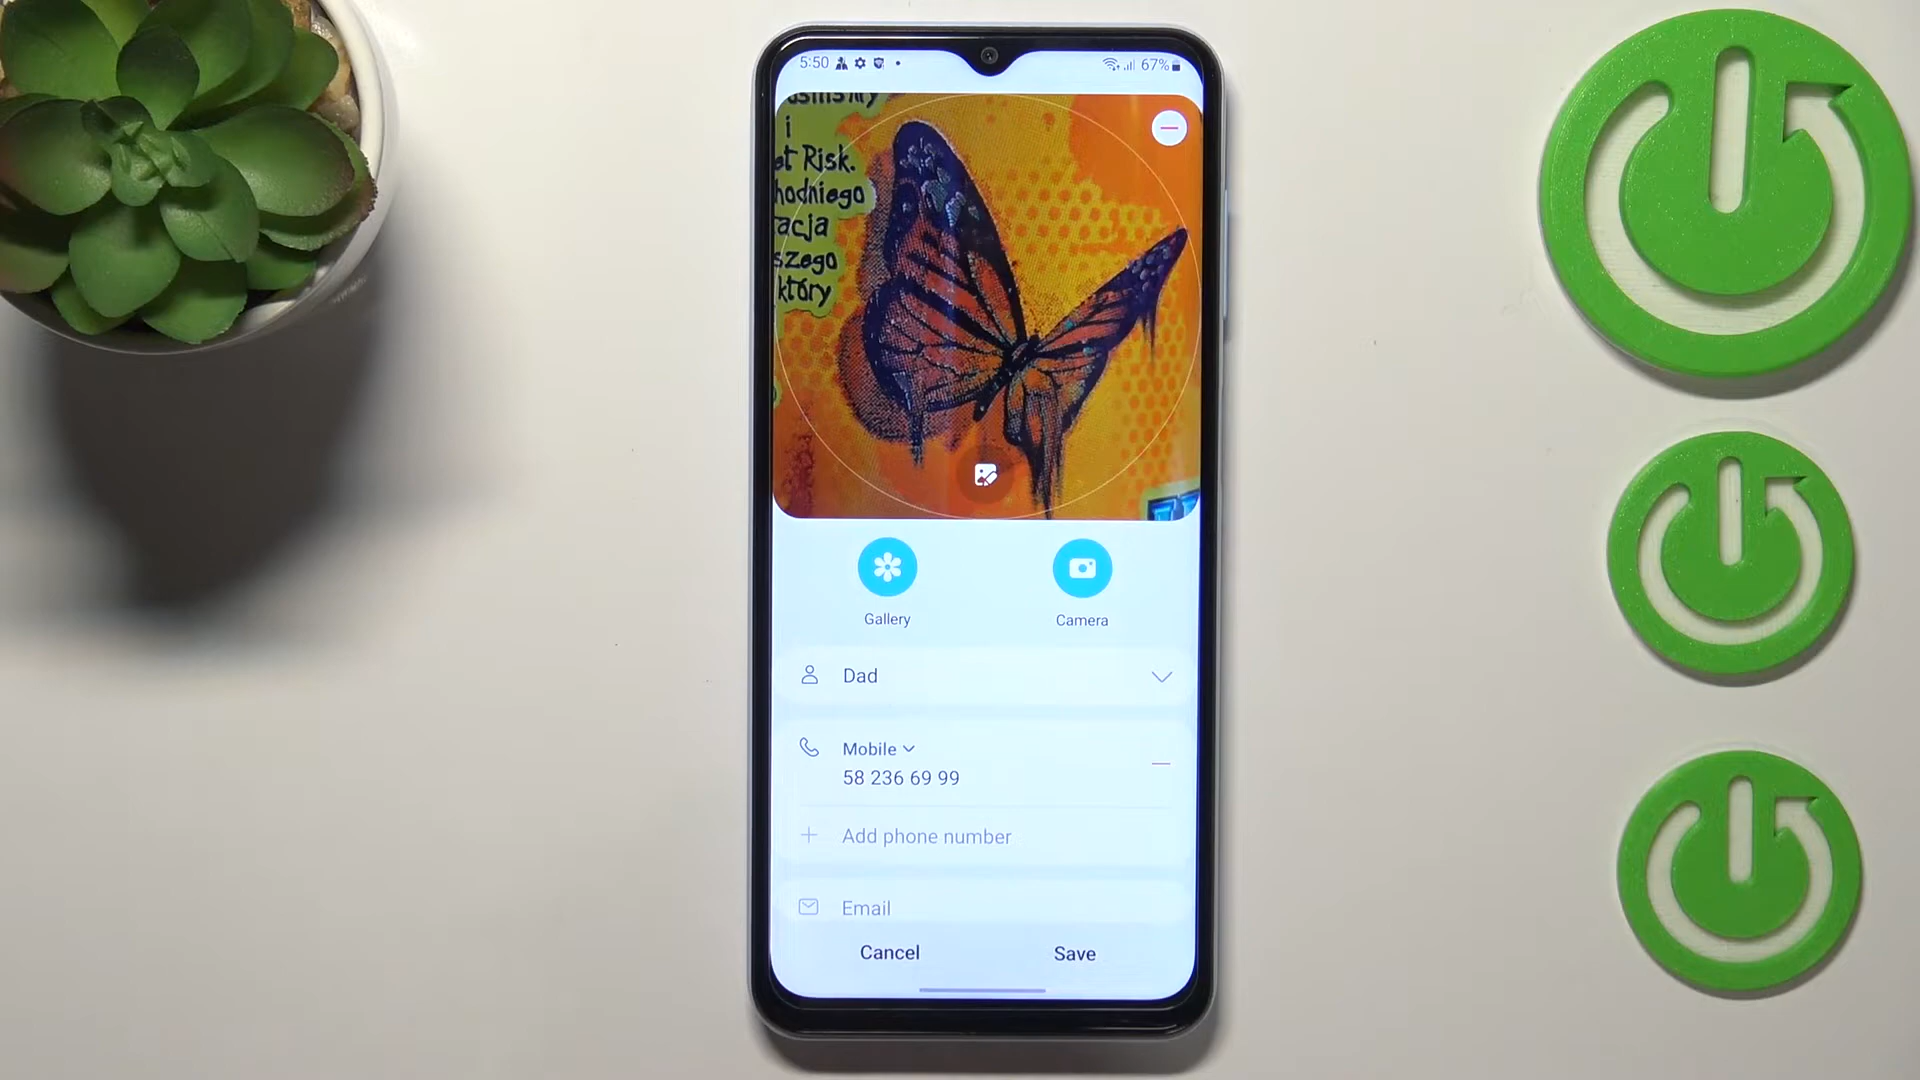 5:50
67%
i
et Risk.
hodniego
acja
szego
który
Gallery
Camera
Dad
Mobile
58 236 69 99
Add phone number
Email
Cancel
Save